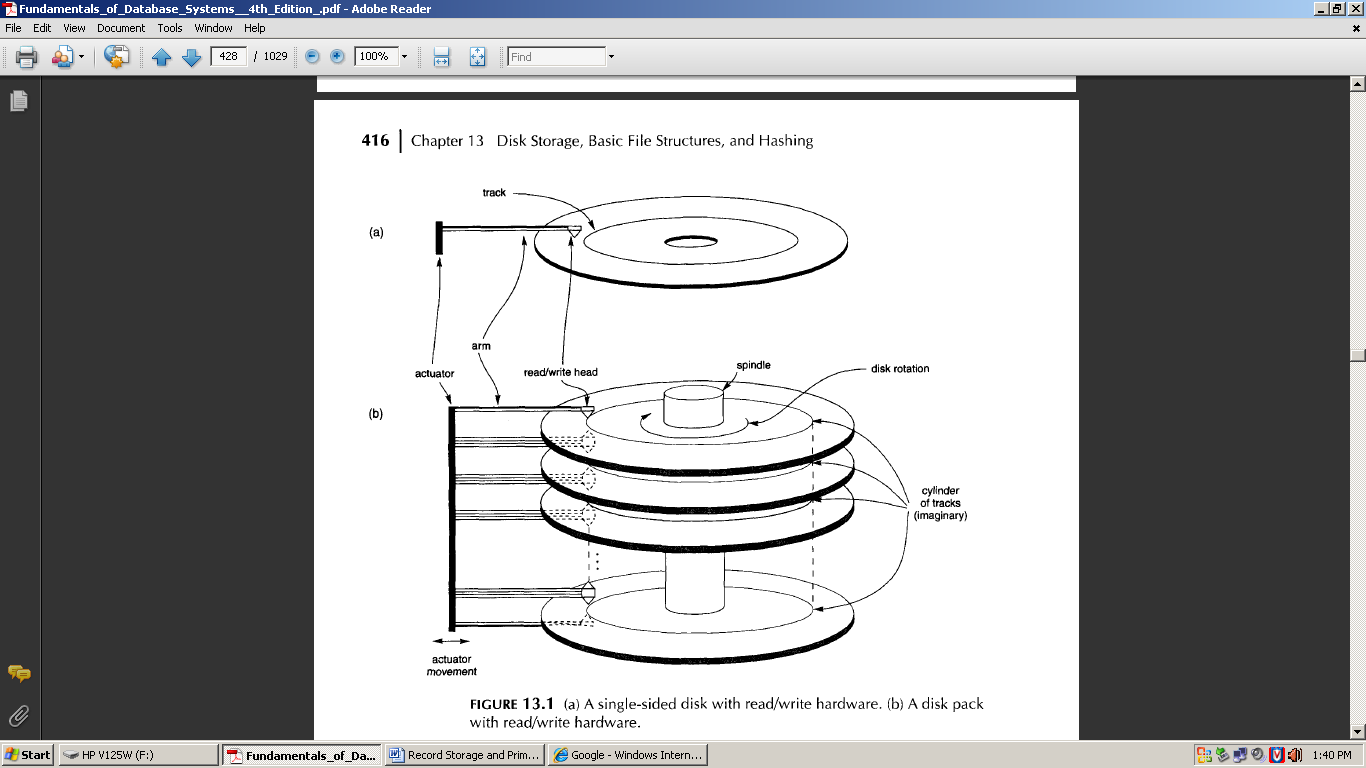 Fundamentals_of_Database_Systems__4th_Edition_.pdf - Adobe Reader
File Edit View Document Tools Window Help
428 / 1029 100% Find
416 Chapter 13 Disk Storage, Basic File Structures, and Hashing
track
(a)
arm
actuator
read/write head
spindle
disk rotation
(b)
cylinder
of tracks
(imaginary)
actuator
movement
FIGURE 13.1 (a) A single-sided disk with read/write hardware. (b) A disk pack
with read/write hardware.
Start HP V125W (F:) Fundamentals_of_Da... Record Storage and Prim... Google - Windows Intern... 1:40 PM